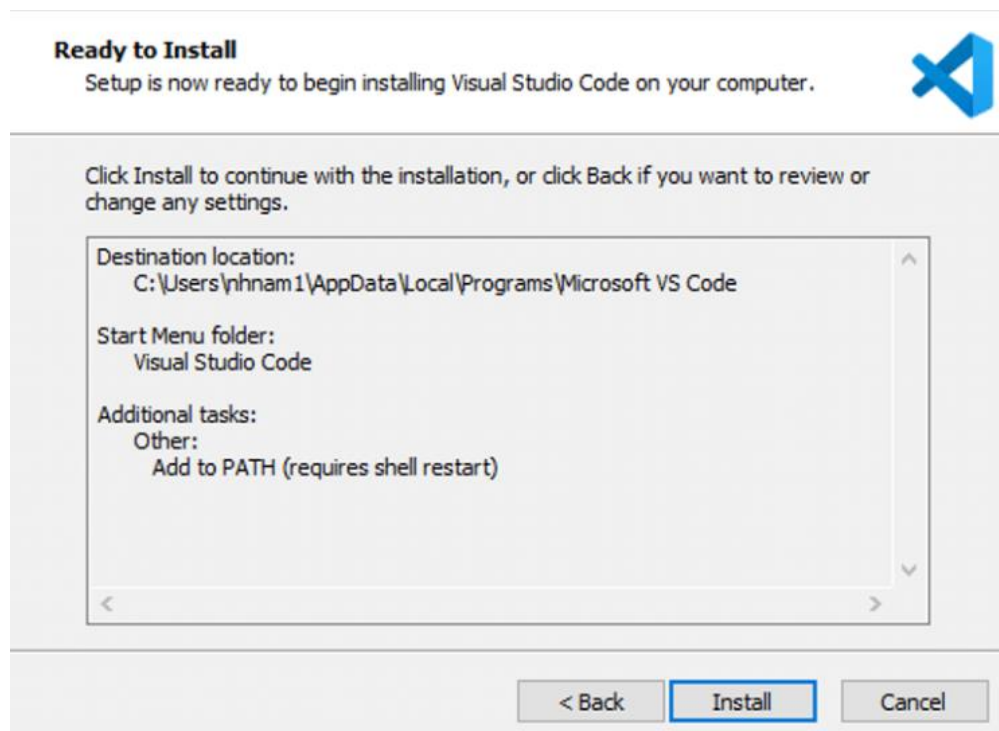 Ready to Install
Setup is now ready to begin installing Visual Studio Code on your computer.
Click Install to continue with the installation, or click Back if you want to review or
change any settings.
Destination location:
C:\Users\nhnam1\AppData\Local\Programs\Microsoft VS Code
Start Menu folder:
Visual Studio Code
Additional tasks:
Other:
Add to PATH (requires shell restart)
< Back Install Cancel